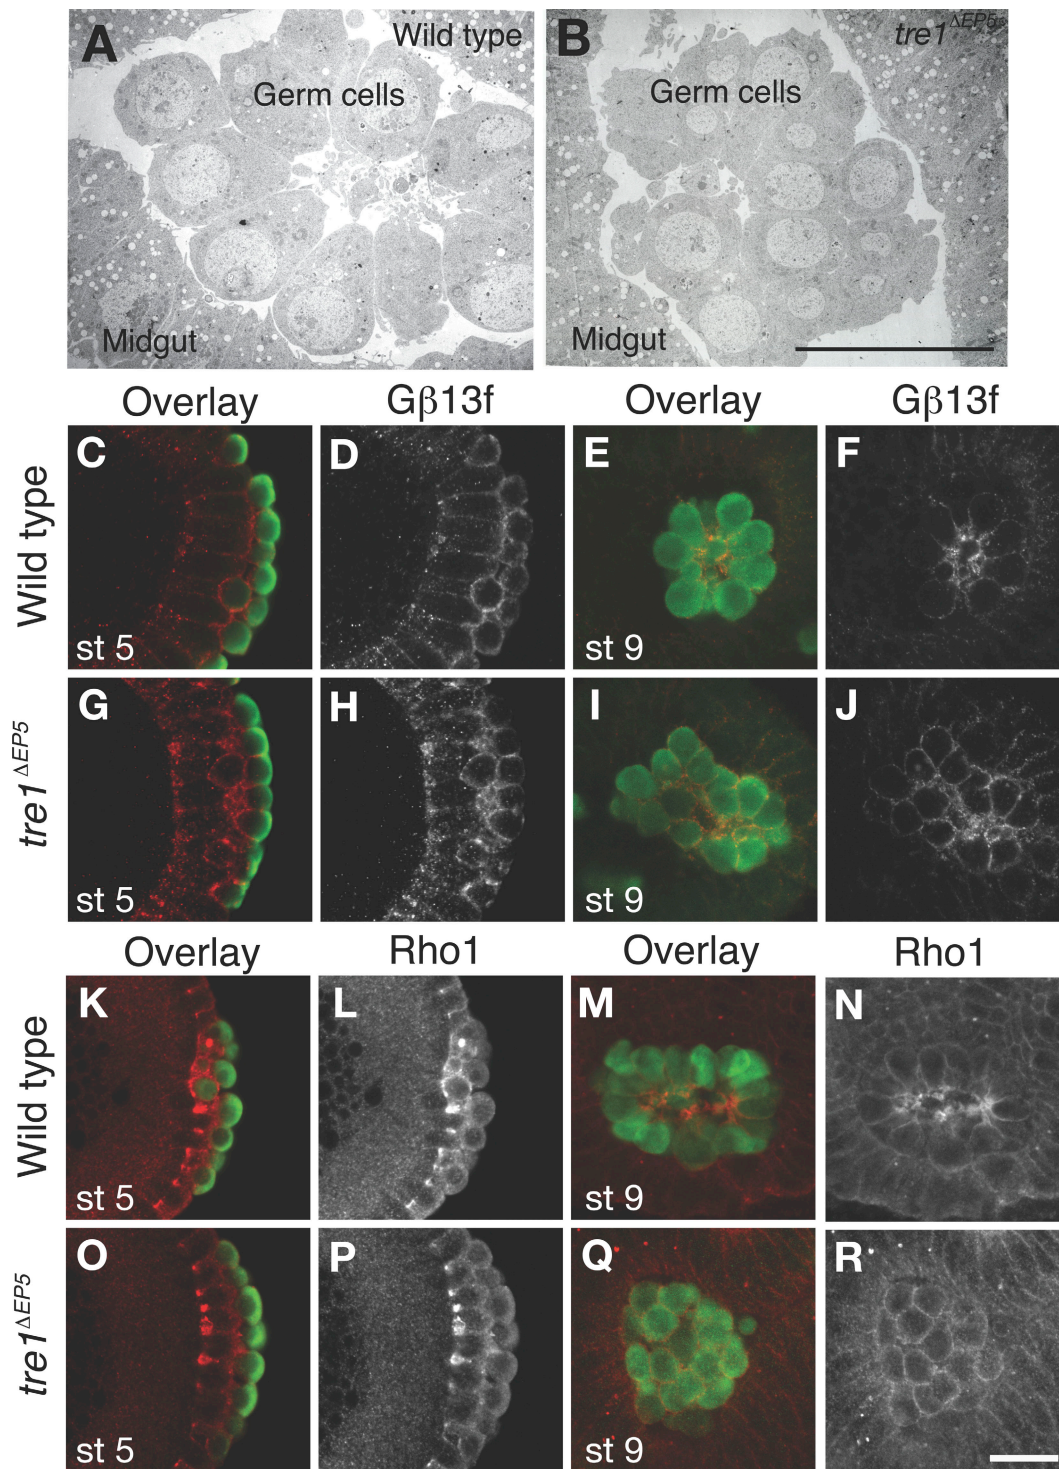 A Wild type
B tre1ΔEP5
Germ cells
Germ cells
Midgut
Midgut
Overlay Gβ13f Overlay Gβ13f
Wild type
C D E F
st 5 st 9
tre1ΔEP5
G H I J
st 5 st 9
Overlay Rho1 Overlay Rho1
Wild type
K L M N
st 5 st 9
tre1ΔEP5
O P Q R
st 5 st 9